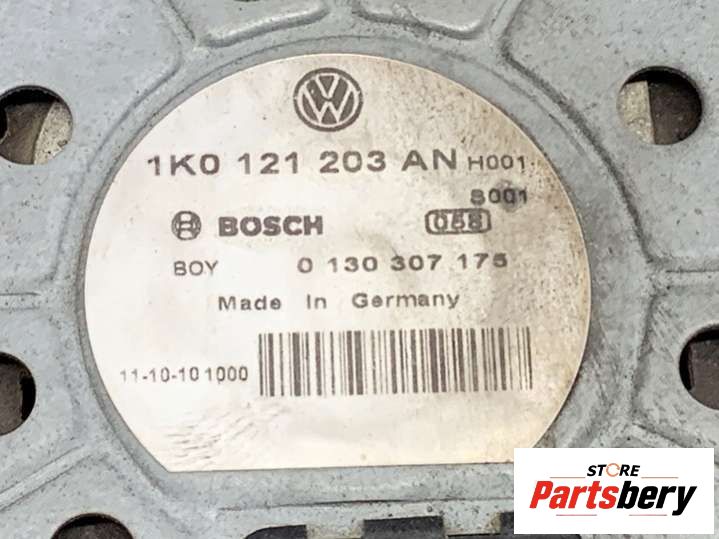 1K0 121 203 AN H001
S001
BOSCH 058
BOY 0 130 307 175
Made In Germany
11-10-10 1000
STORE
Partsbery